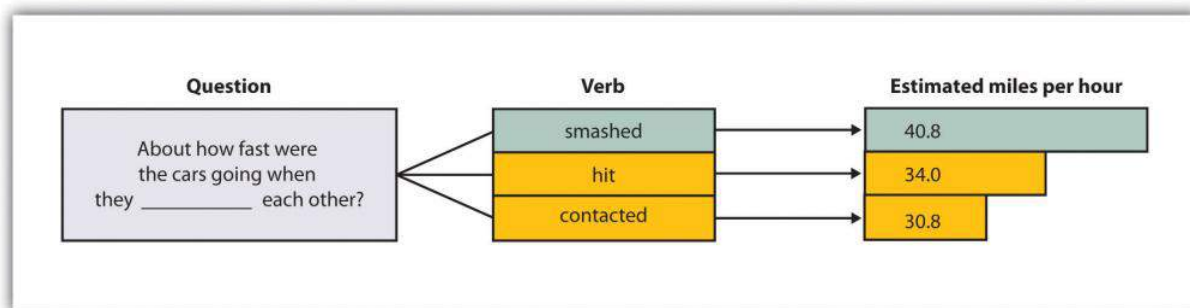 Question
Verb
Estimated miles per hour
About how fast were
the cars going when
they __________ each other?
smashed
hit
contacted
40.8
34.0
30.8